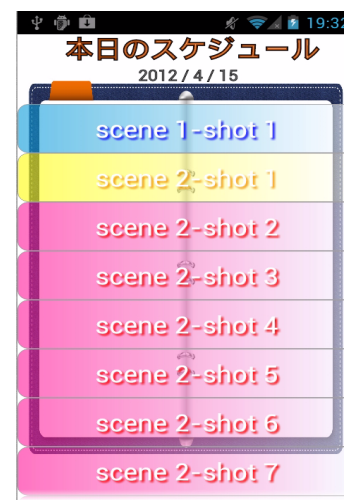 19:32
本日のスケジュール
2012 / 4 / 15
scene 1-shot 1
scene 2-shot 1
scene 2-shot 2
scene 2-shot 3
scene 2-shot 4
scene 2-shot 5
scene 2-shot 6
scene 2-shot 7